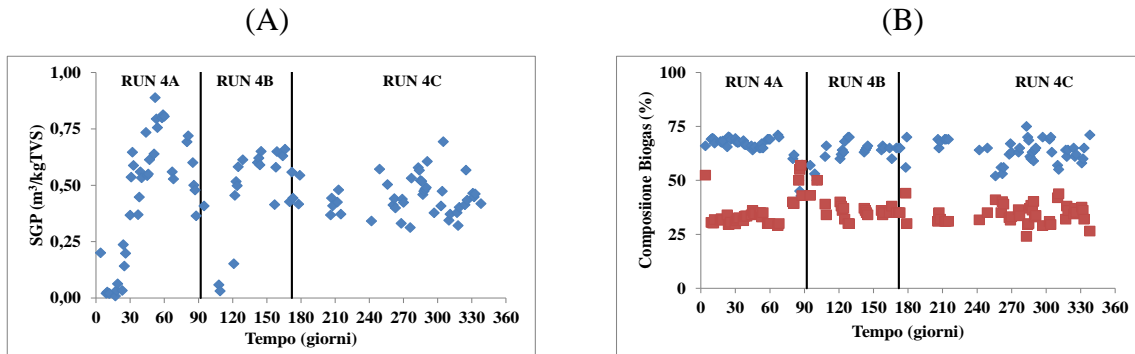 (A)
(B)
RUN 4A RUN 4B RUN 4C
SGP (m³/kgTVS)
1,00
0,75
0,50
0,25
0,00
0 30 60 90 120 150 180 210 240 270 300 330 360
Tempo (giorni)
RUN 4A RUN 4B RUN 4C
Composiione Biogas (%)
100
75
50
25
0
0 30 60 90 120 150 180 210 240 270 300 330 360
Tempo (giorni)